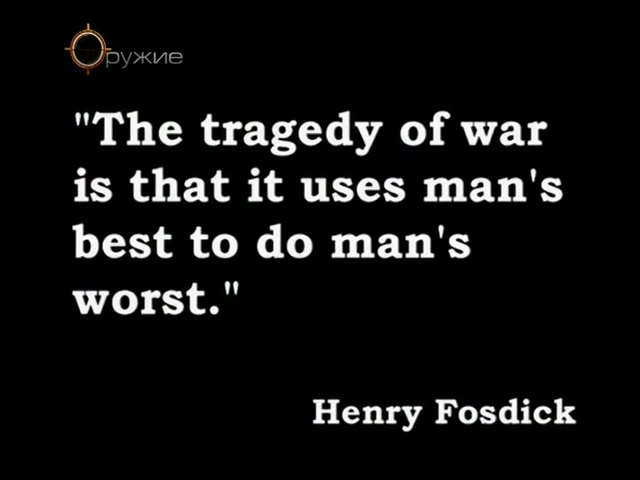 Оружие
"The tragedy of war
is that it uses man's
best to do man's
worst."
Henry Fosdick